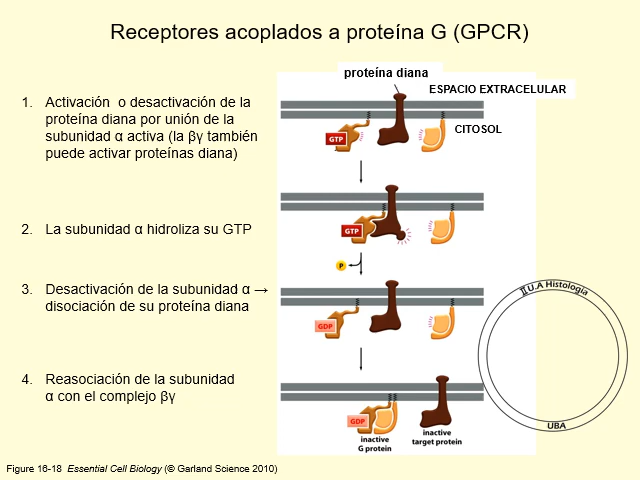 Receptores acoplados a proteína G (GPCR)
proteína diana
ESPACIO EXTRACELULAR
CITOSOL
1. Activación o desactivación de la
proteína diana por unión de la
subunidad α activa (la βγ también
puede activar proteínas diana)
GTP
2. La subunidad α hidroliza su GTP
GTP
P
3. Desactivación de la subunidad α →
disociación de su proteína diana
GDP
II U.A Histología
UBA
4. Reasociación de la subunidad
α con el complejo βγ
GDP
inactive
G protein
inactive
target protein
Figure 16-18 Essential Cell Biology (© Garland Science 2010)